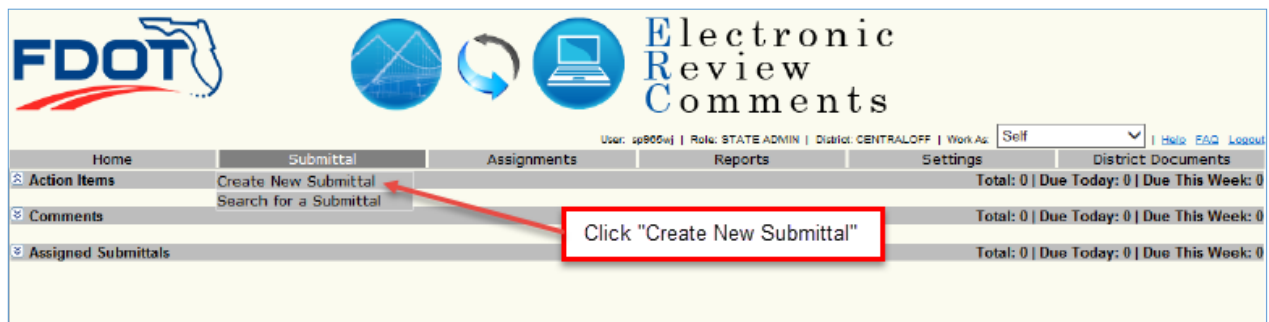 FDOT
Electronic
Review
Comments
User: sp965wj | Role: STATE ADMIN | District: CENTRALOFF | Work As: Self | Help FAQ Logout
Home Submittal Assignments Reports Settings District Documents
Action Items Create New Submittal Total: 0 | Due Today: 0 | Due This Week: 0
Search for a Submittal
Comments Total: 0 | Due Today: 0 | Due This Week: 0
Click "Create New Submittal"
Assigned Submittals Total: 0 | Due Today: 0 | Due This Week: 0